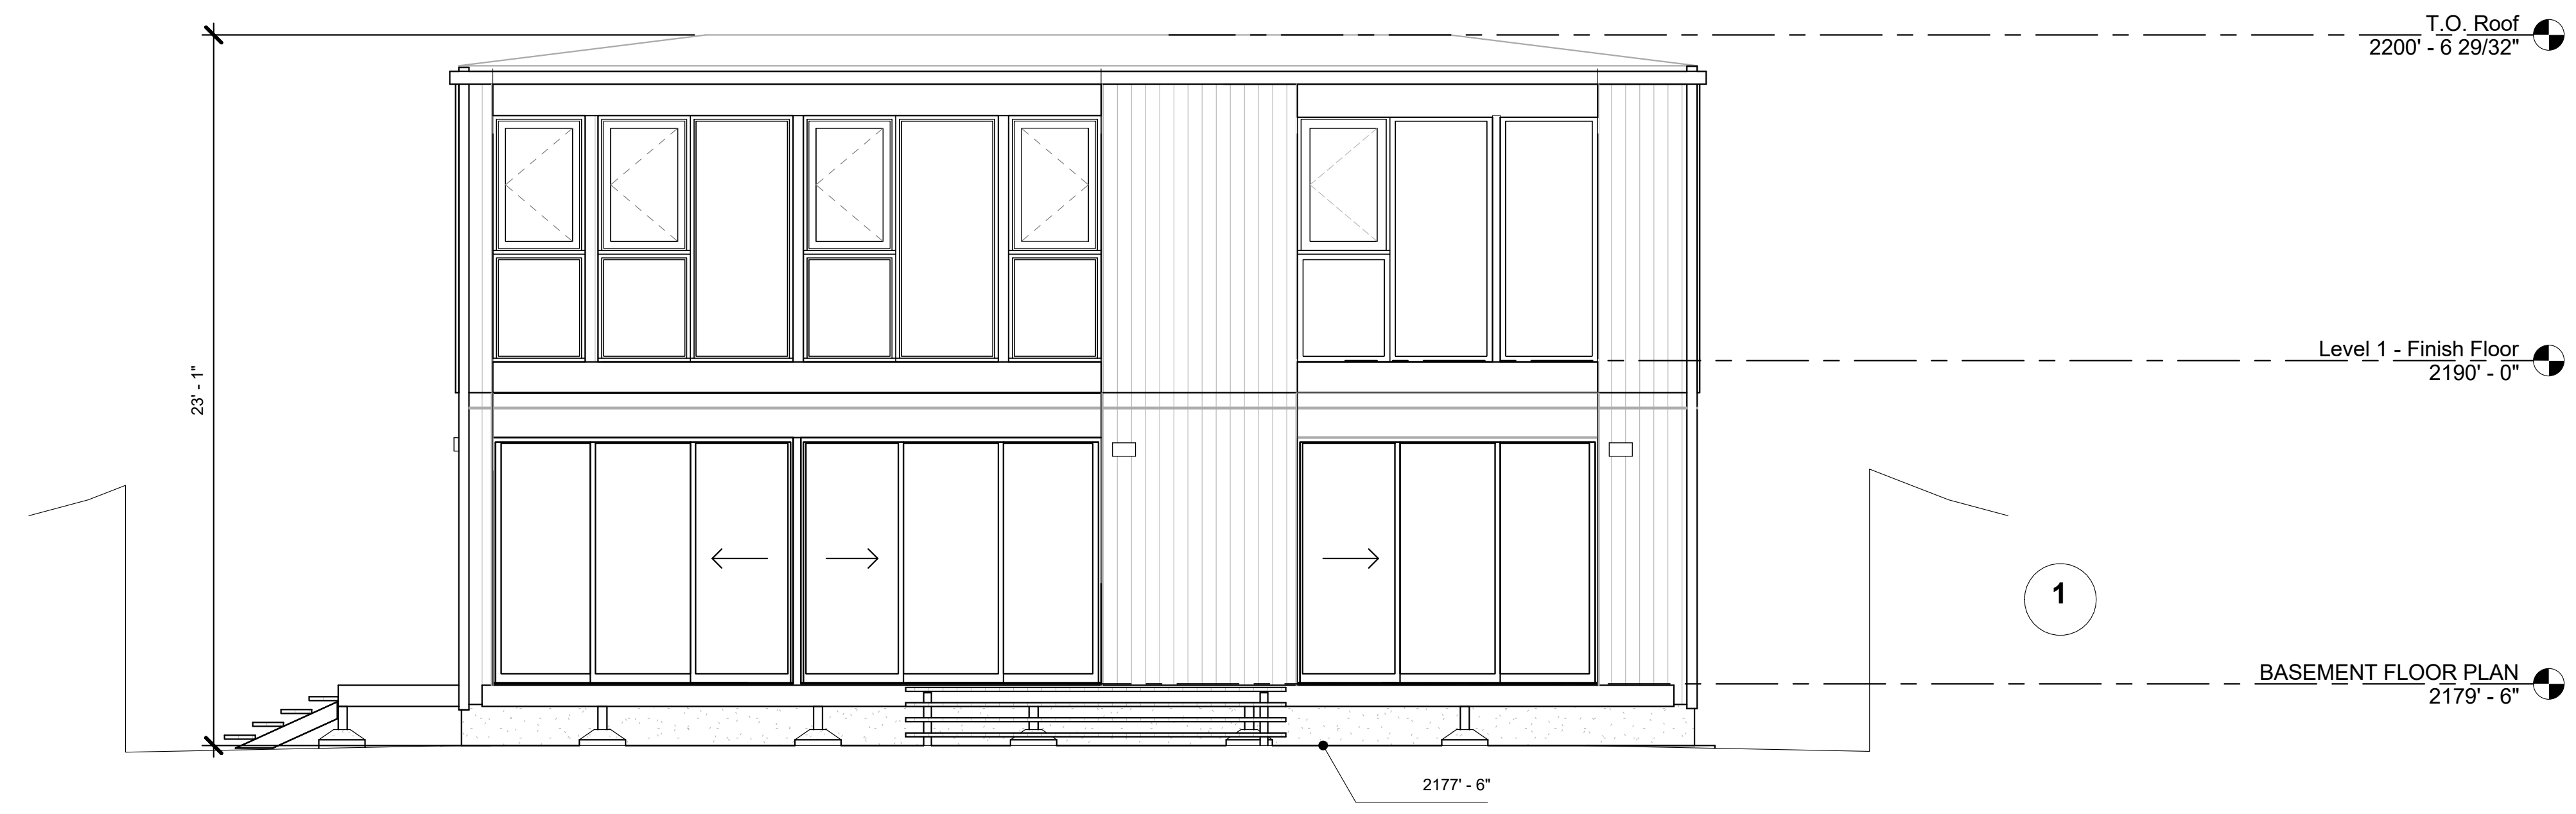 T.O. Roof
2200' - 6 29/32"
Level 1 - Finish Floor
2190' - 0"
23' - 1"
1
BASEMENT FLOOR PLAN
2179' - 6"
2177' - 6"